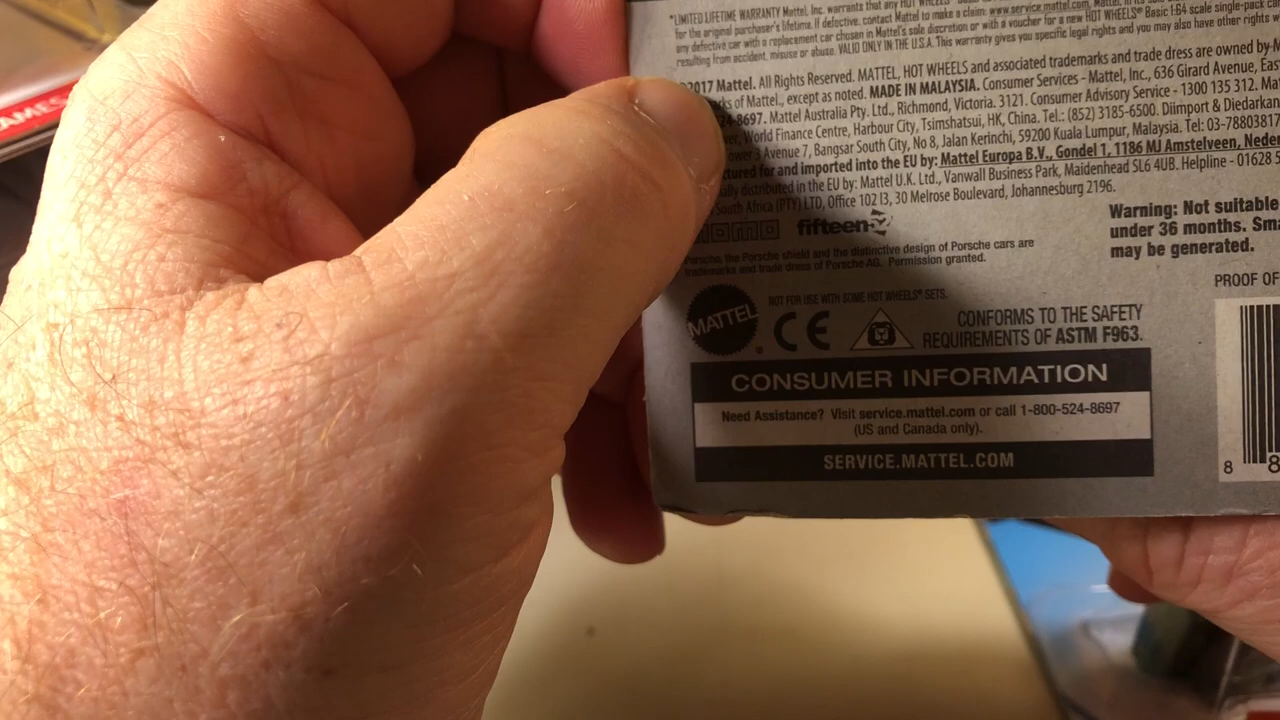 AMES
*LIMITED LIFETIME WARRANTY Mattel, Inc. warrants that any HOT WHEELS®
for the original purchaser's lifetime. If defective, contact Mattel to make a claim: www.service.mattel.com, Mattel,
any defective car with a replacement car chosen in Mattel's sole discretion or with a voucher for a new HOT WHEELS® Basic 1:64 scale single-pack
resulting from accident, misuse or abuse. VALID ONLY IN THE U.S.A. This warranty gives you specific legal rights and you may also have other rights
2017 Mattel. All Rights Reserved. MATTEL, HOT WHEELS and associated trademarks and trade dress are owned by
rks of Mattel., except as noted. MADE IN MALAYSIA. Consumer Services - Mattel, Inc., 636 Girard Avenue, Eas
24-8697. Mattel Australia Pty. Ltd., Richmond, Victoria. 3121. Consumer Advisory Service - 1300 135 312.
er, World Finance Centre, Harbour City, Tsimshatsui, HK, China. Tel.: (852) 3185-6500. Diimport & Diedarkan
ower 3 Avenue 7, Bangsar South City, No 8, Jalan Kerinchi, 59200 Kuala Lumpur, Malaysia. Tel: 03-78803817
tured for and imported into the EU by: Mattel Europa B.V., Gondel 1, 1186 MJ Amstelveen, Neder
ally distributed in the EU by: Mattel U.K. Ltd., Vanwall Business Park, Maidenhead SL6 4UB. Helpline - 01628 5
South Africa (PTY) LTD, Office 102 I3, 30 Melrose Boulevard, Johannesburg 2196.
Warning: Not suitable
under 36 months. Sma
may be generated.
MOMO fifteen52
Porsche, the Porsche shield and the distinctive design of Porsche cars are
trademarks and trade dress of Porsche AG. Permission granted.
PROOF OF
NOT FOR USE WITH SOME HOT WHEELS® SETS.
MATTEL
CE
CONFORMS TO THE SAFETY
REQUIREMENTS OF ASTM F963.
CONSUMER INFORMATION
Need Assistance? Visit service.mattel.com or call 1-800-524-8697
(US and Canada only).
SERVICE.MATTEL.COM
8 8